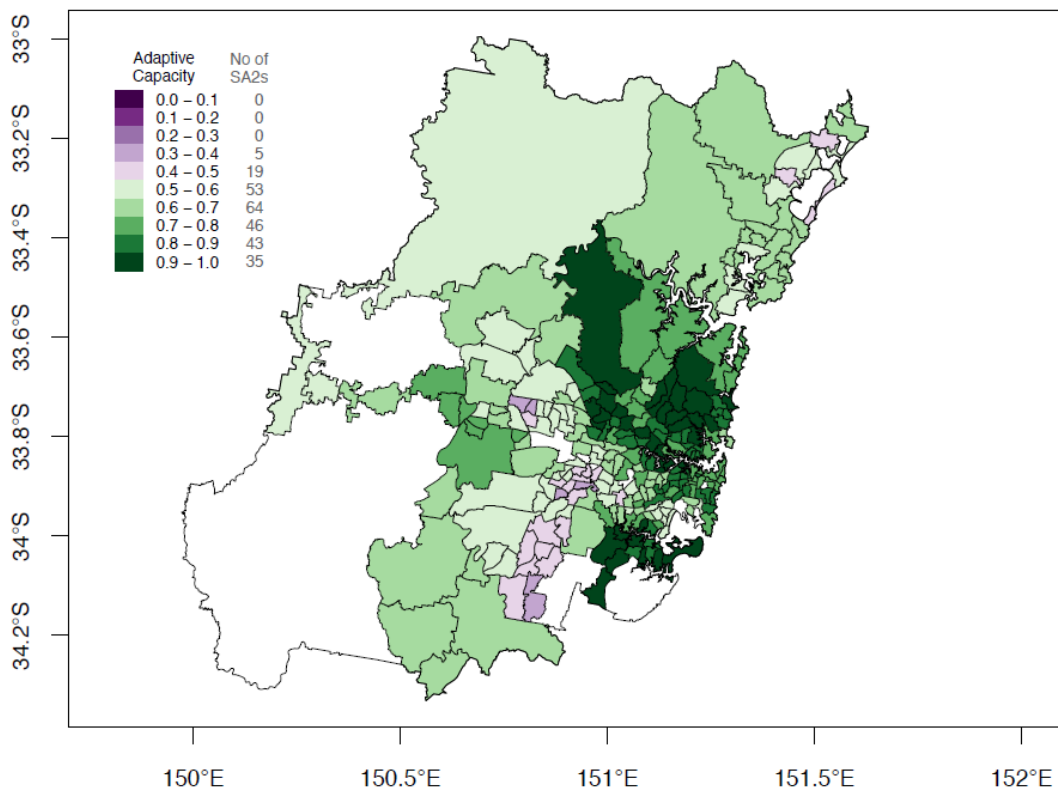 Adaptive Capacity No of SA2s
0.0 – 0.1 0
0.1 – 0.2 0
0.2 – 0.3 0
0.3 – 0.4 5
0.4 – 0.5 19
0.5 – 0.6 53
0.6 – 0.7 64
0.7 – 0.8 46
0.8 – 0.9 43
0.9 – 1.0 35
33°S
33.2°S
33.4°S
33.6°S
33.8°S
34°S
34.2°S
150°E 150.5°E 151°E 151.5°E 152°E